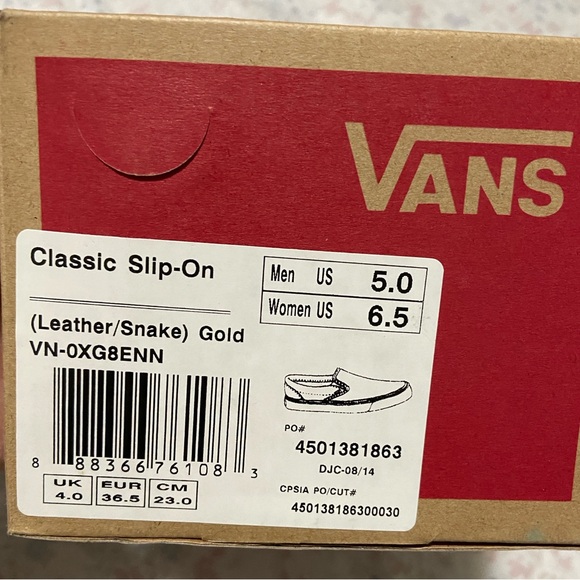 VANS
Classic Slip-On
Men US 5.0
Women US 6.5
(Leather/Snake) Gold
VN-0XG8ENN
8 88366 76108 3
PO#
4501381863
DJC-08/14
CPSIA PO/CUT#
450138186300030
UK 4.0
EUR 36.5
CM 23.0